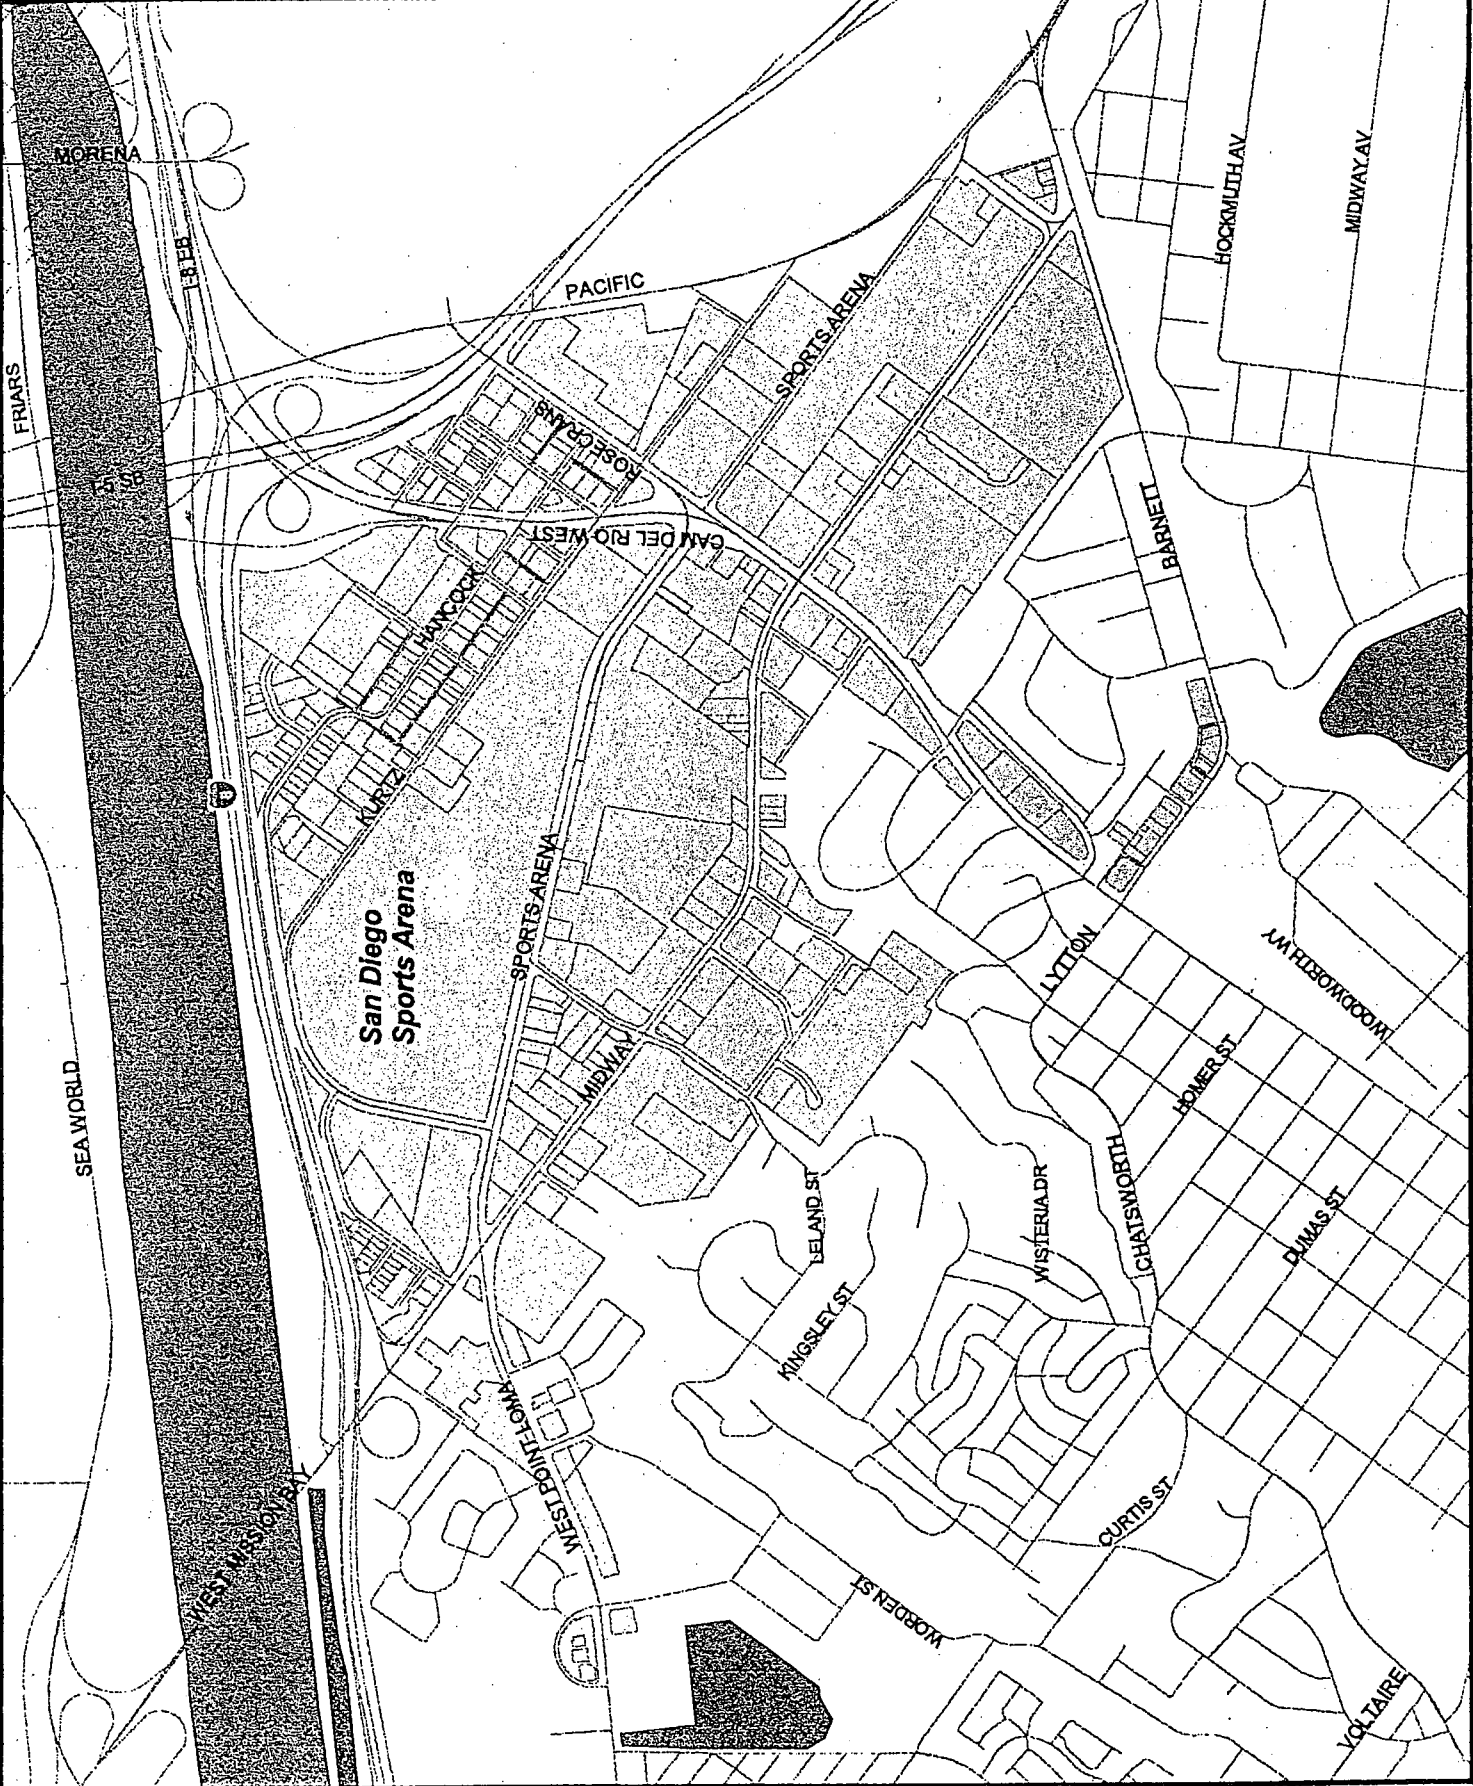 MORENA
HOCKMUTH AV
MIDWAY AV
I-8 EB
PACIFIC
SPORTS ARENA
FRIARS
ROSECRANS
I-5 SB
CAM DEL RIO WEST
BARNETT
HANCOCK
8
KURTZ
San Diego
Sports Arena
SPORTS ARENA
LYTTON
WOODWORTH WY
SEA WORLD
MIDWAY
HOMER ST
LELAND ST
WISTERIA DR
CHATSWORTH
DUMAS ST
KINGSLEY ST
WEST POINT LOMA
WEST MISSION BAY
CURTIS ST
WORDEN ST
VOLTAIRE